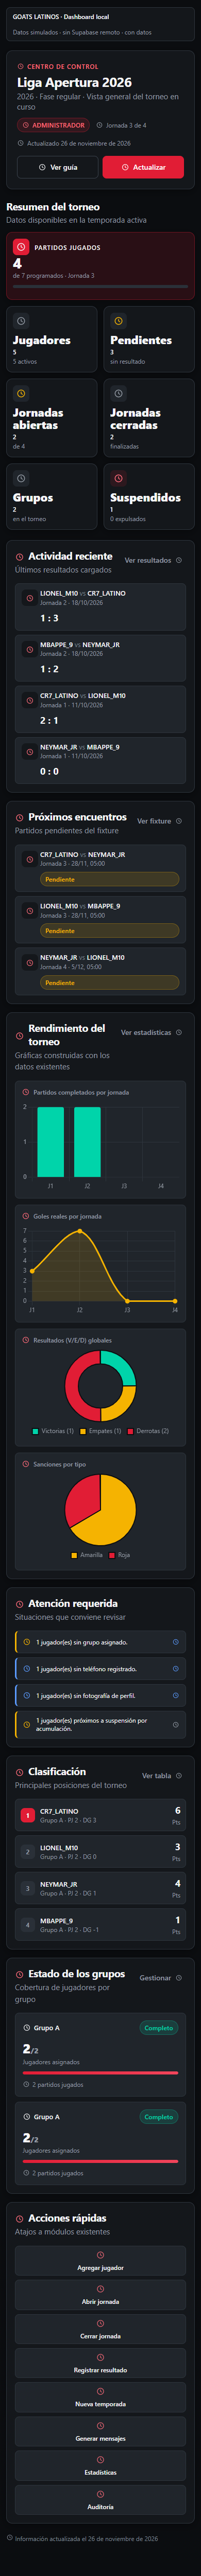 GOATS LATINOS · Dashboard local
Datos simulados · sin Supabase remoto · con datos
CENTRO DE CONTROL
Liga Apertura 2026
2026 · Fase regular · Vista general del torneo en
curso
ADMINISTRADOR
Jornada 3 de 4
Actualizado 26 de noviembre de 2026
Ver guía
Actualizar
Resumen del torneo
Datos disponibles en la temporada activa
PARTIDOS JUGADOS
4
de 7 programados · Jornada 3
Jugadores
5
5 activos
Pendientes
3
sin resultado
Jornadas
abiertas
2
de 4
Jornadas
cerradas
2
finalizadas
Grupos
2
en el torneo
Suspendidos
1
0 expulsados
Actividad reciente
Ver resultados
Últimos resultados cargados
LIONEL_M10 vs CR7_LATINO
Jornada 2 · 18/10/2026
1 : 3
MBAPPE_9 vs NEYMAR_JR
Jornada 2 · 18/10/2026
1 : 2
CR7_LATINO vs LIONEL_M10
Jornada 1 · 11/10/2026
2 : 1
NEYMAR_JR vs MBAPPE_9
Jornada 1 · 11/10/2026
0 : 0
Próximos encuentros
Ver fixture
Partidos pendientes del fixture
CR7_LATINO vs NEYMAR_JR
Jornada 3 · 28/11, 05:00
Pendiente
LIONEL_M10 vs MBAPPE_9
Jornada 3 · 28/11, 05:00
Pendiente
NEYMAR_JR vs LIONEL_M10
Jornada 4 · 5/12, 05:00
Pendiente
Rendimiento del
torneo
Ver estadísticas
Gráficas construidas con los
datos existentes
Partidos completados por jornada
2
1
0
J1 J2 J3 J4
Goles reales por jornada
7
6
5
4
3
2
1
0
J1 J2 J3 J4
Resultados (V/E/D) globales
Victorias (1) Empates (1) Derrotas (2)
Sanciones por tipo
Amarilla Roja
Atención requerida
Situaciones que conviene revisar
1 jugador(es) sin grupo asignado.
1 jugador(es) sin teléfono registrado.
1 jugador(es) sin fotografía de perfil.
1 jugador(es) próximos a suspensión por
acumulación.
Clasificación
Ver tabla
Principales posiciones del torneo
1
CR7_LATINO
Grupo A · PJ 2 · DG 3
6
Pts
2
LIONEL_M10
Grupo A · PJ 2 · DG 0
3
Pts
3
NEYMAR_JR
Grupo A · PJ 2 · DG 1
4
Pts
4
MBAPPE_9
Grupo A · PJ 2 · DG -1
1
Pts
Estado de los grupos
Gestionar
Cobertura de jugadores por
grupo
Grupo A
Completo
2/2
Jugadores asignados
2 partidos jugados
Grupo A
Completo
2/2
Jugadores asignados
2 partidos jugados
Acciones rápidas
Atajos a módulos existentes
Agregar jugador
Abrir jornada
Cerrar jornada
Registrar resultado
Nueva temporada
Generar mensajes
Estadísticas
Auditoría
Información actualizada el 26 de noviembre de 2026